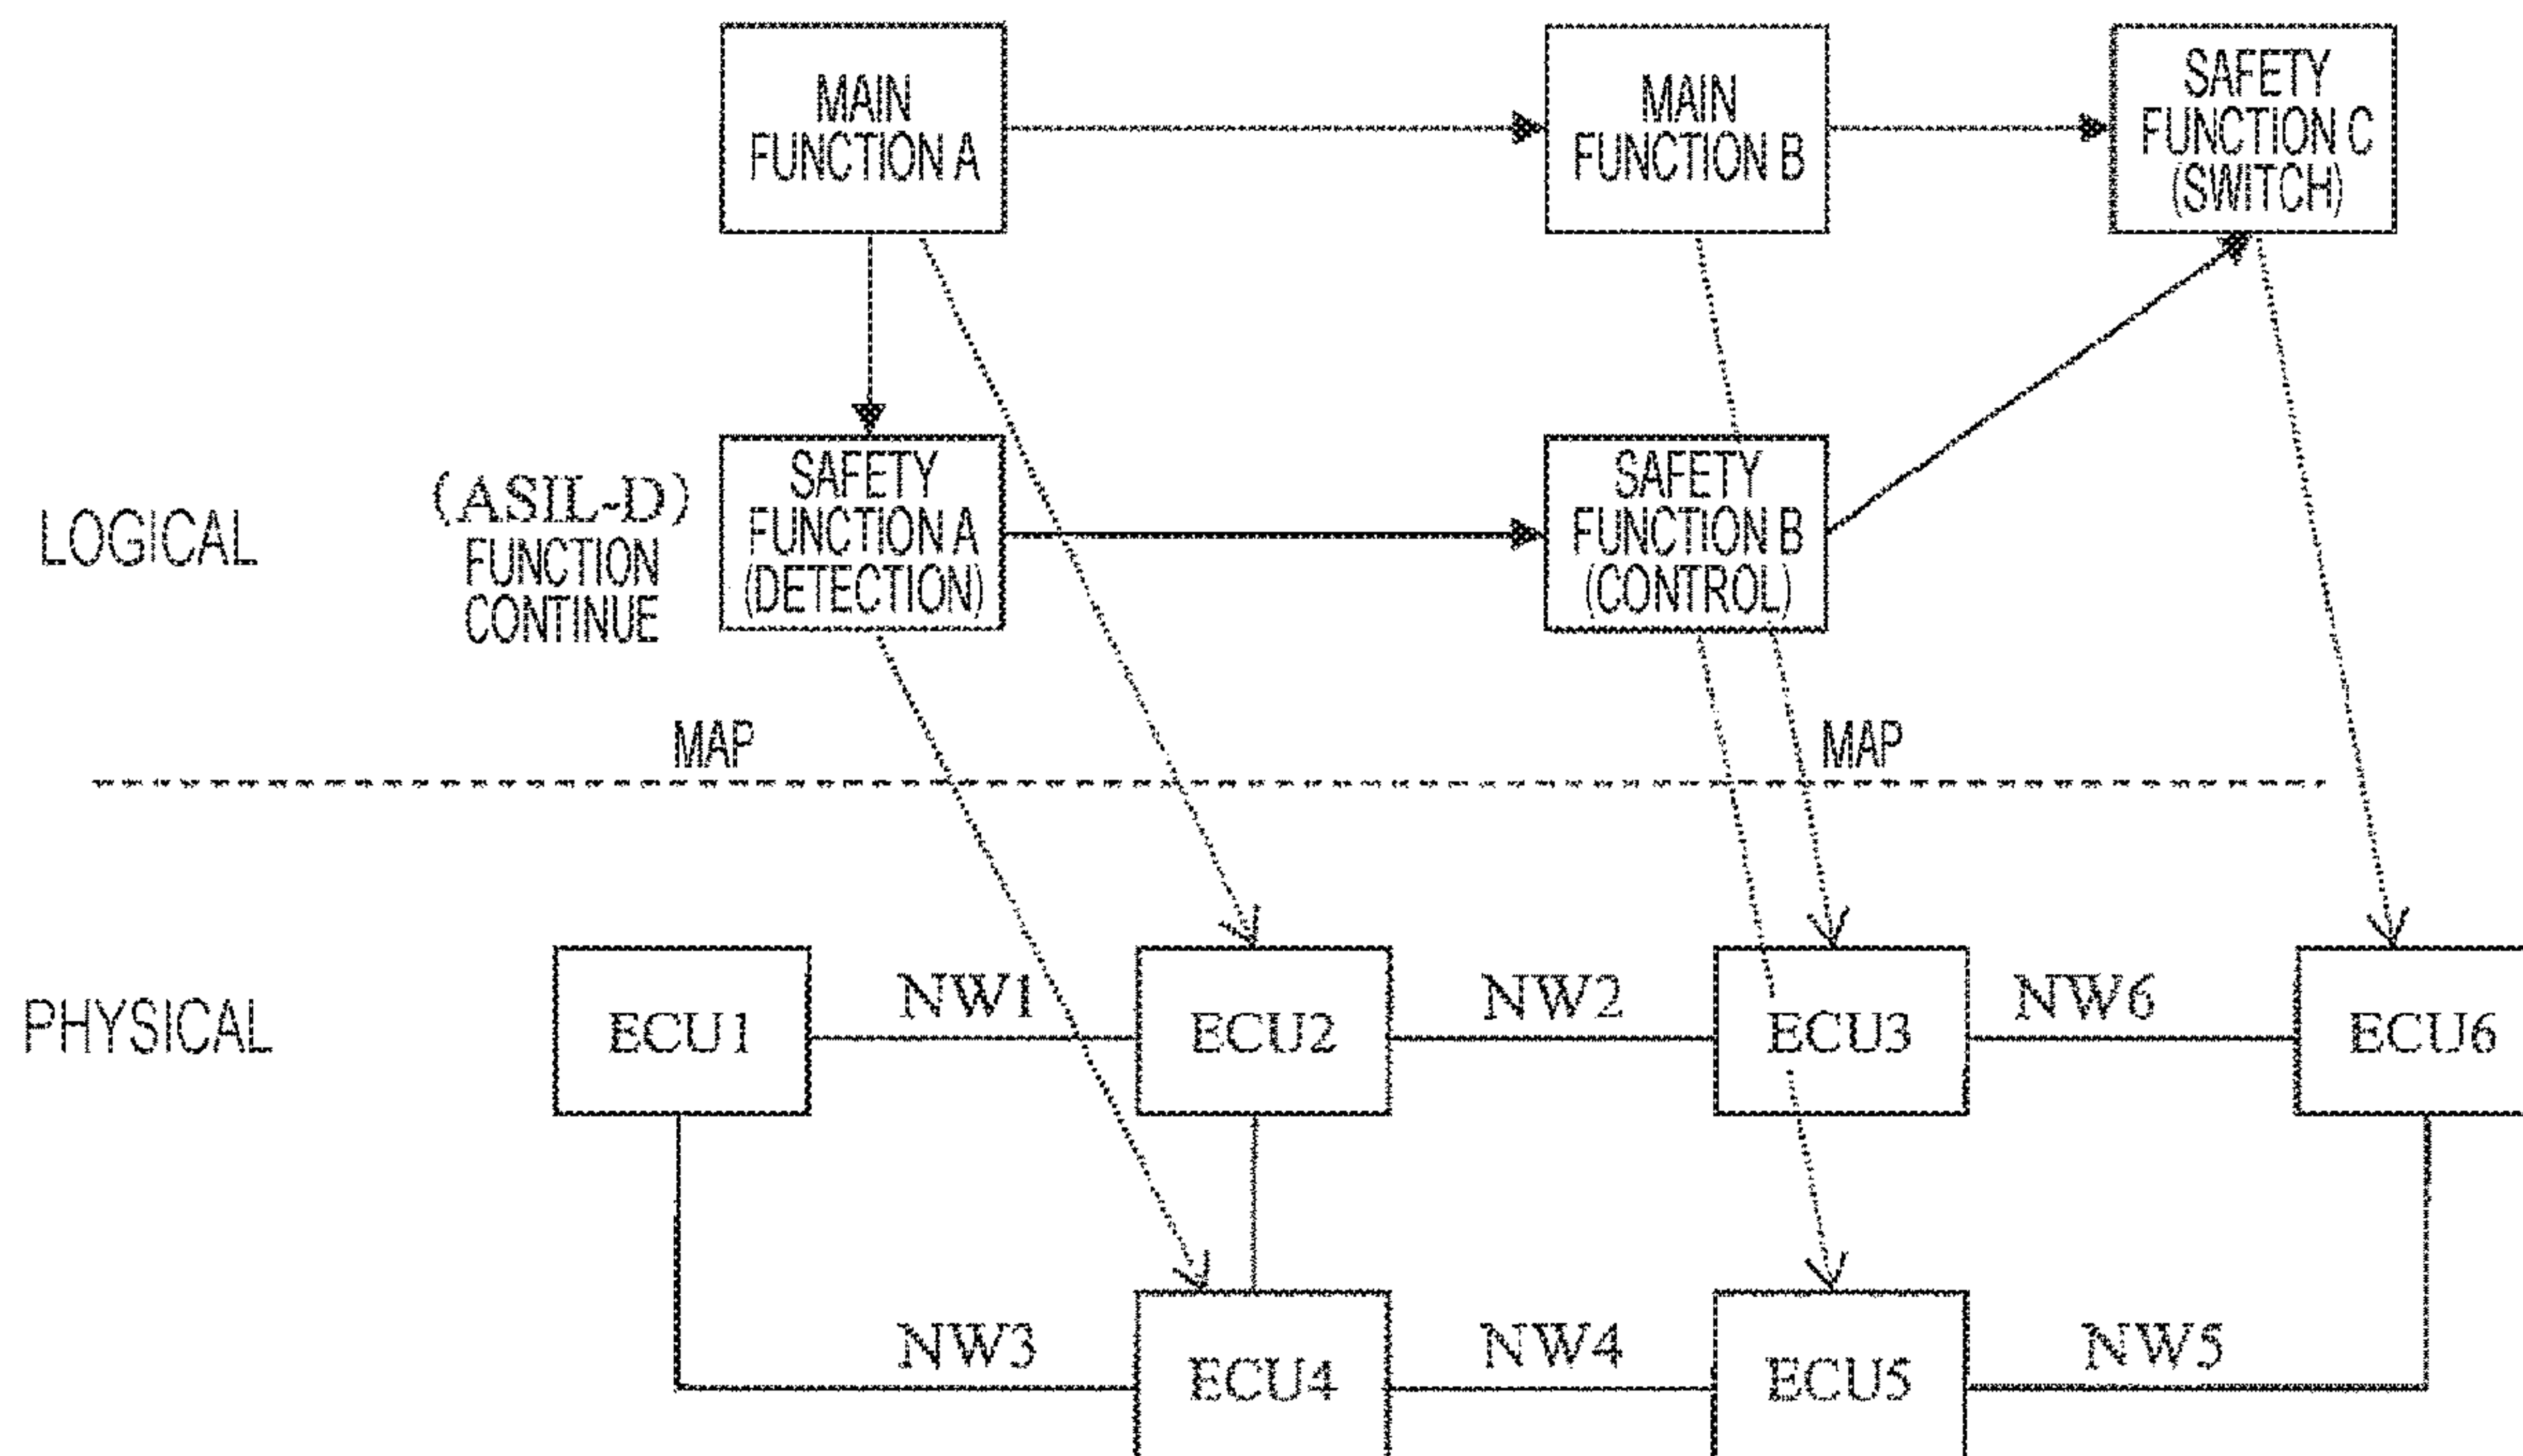 MAIN
FUNCTION A
MAIN
FUNCTION B
SAFETY
FUNCTION C
(SWITCH)
LOGICAL
(ASIL-D)
FUNCTION
CONTINUE
SAFETY
FUNCTION A
(DETECTION)
SAFETY
FUNCTION B
(CONTROL)
MAP
MAP
PHYSICAL
ECU1
NW1
ECU2
NW2
ECU3
NW6
ECU6
NW3
ECU4
NW4
ECU5
NW5